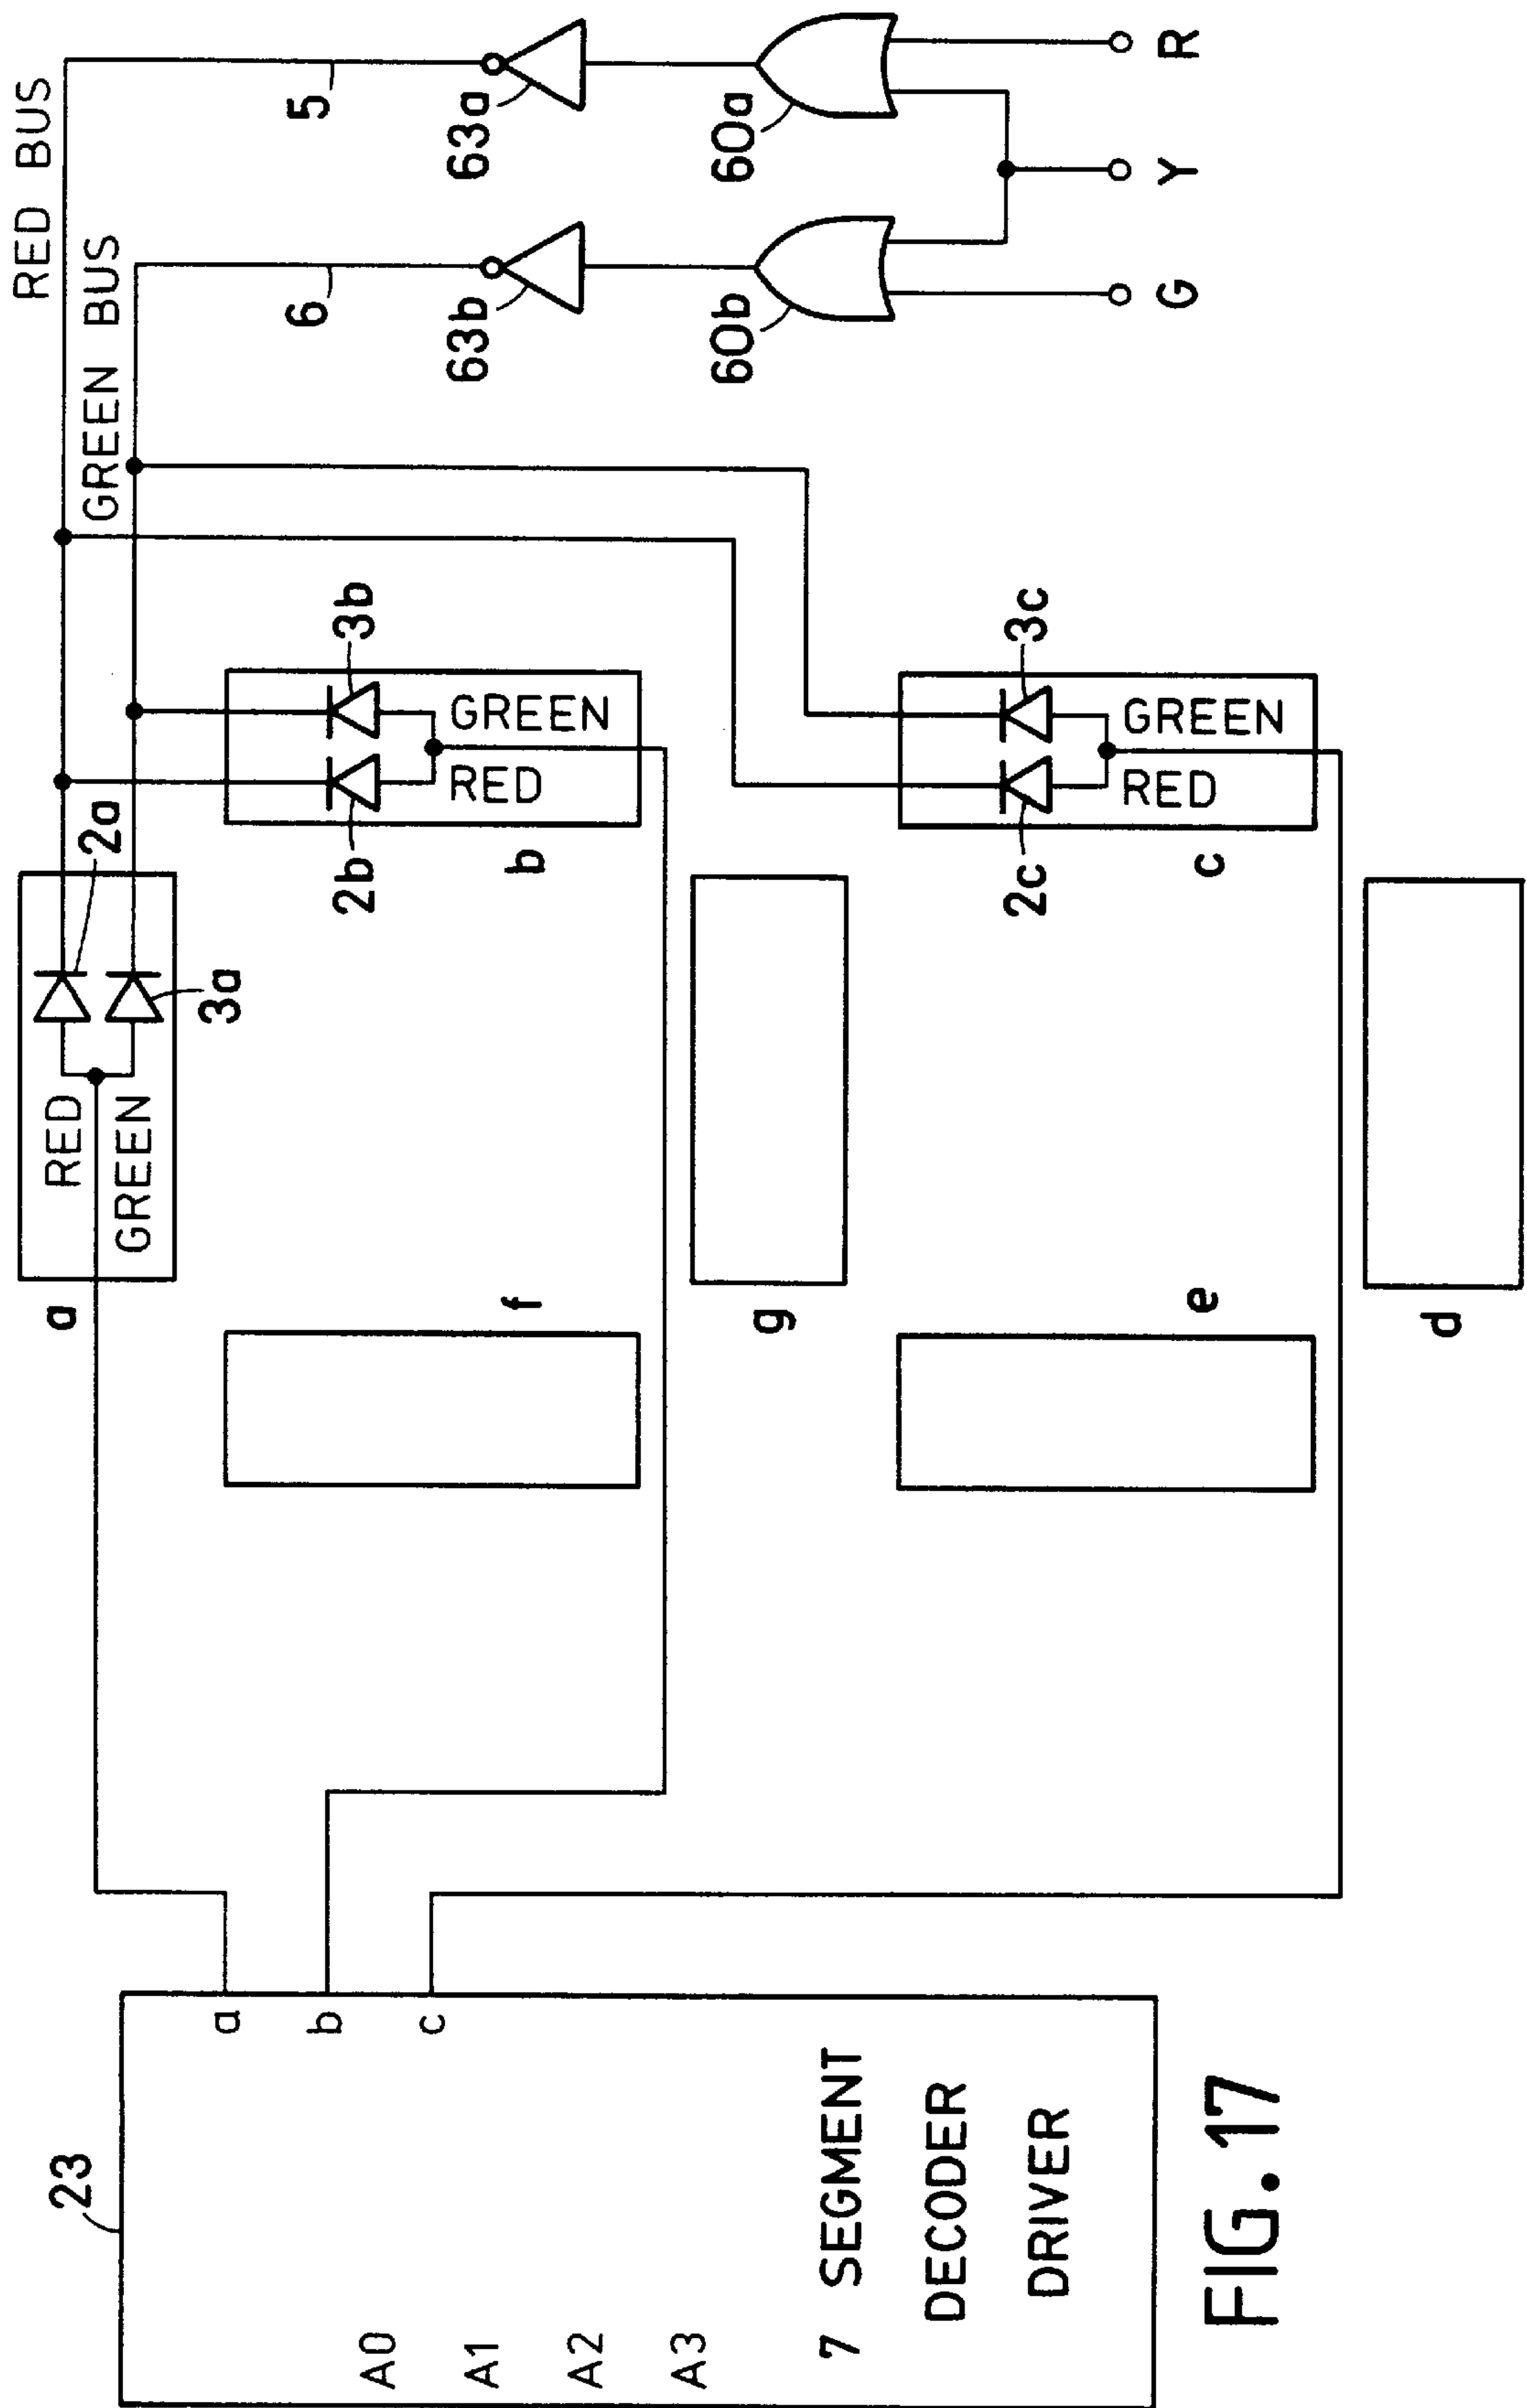 RED BUS
GREEN BUS
5
6
63a
63b
60a
60b
R
Y
G
2a
3a
RED
GREEN
a
2b
3b
RED
GREEN
b
f
g
2c
3c
RED
GREEN
c
e
d
23
a
b
c
A0
A1
A2
A3
7 SEGMENT
DECODER
DRIVER
FIG. 17